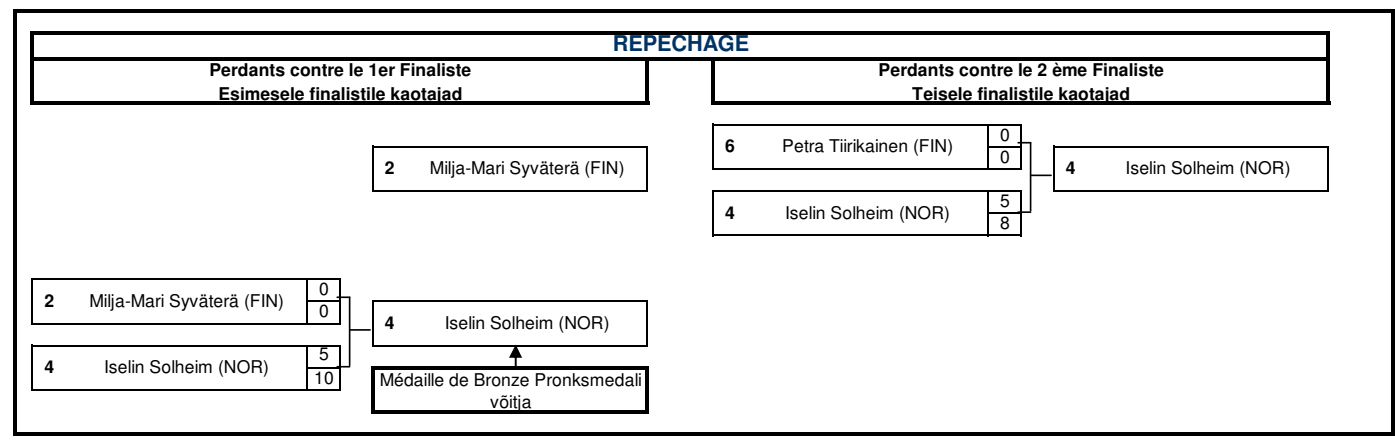 REPECHAGE
Perdants contre le 1er Finaliste
Esimesele finalistile kaotajad
Perdants contre le 2 ème Finaliste
Teisele finalistile kaotajad
2 Milja-Mari Syväterä (FIN)
6 Petra Tiirikainen (FIN) 0
0
4 Iselin Solheim (NOR)
4 Iselin Solheim (NOR) 5
8
2 Milja-Mari Syväterä (FIN) 0
0
4 Iselin Solheim (NOR)
4 Iselin Solheim (NOR) 5
10
Médaille de Bronze Pronksmedali
võitja